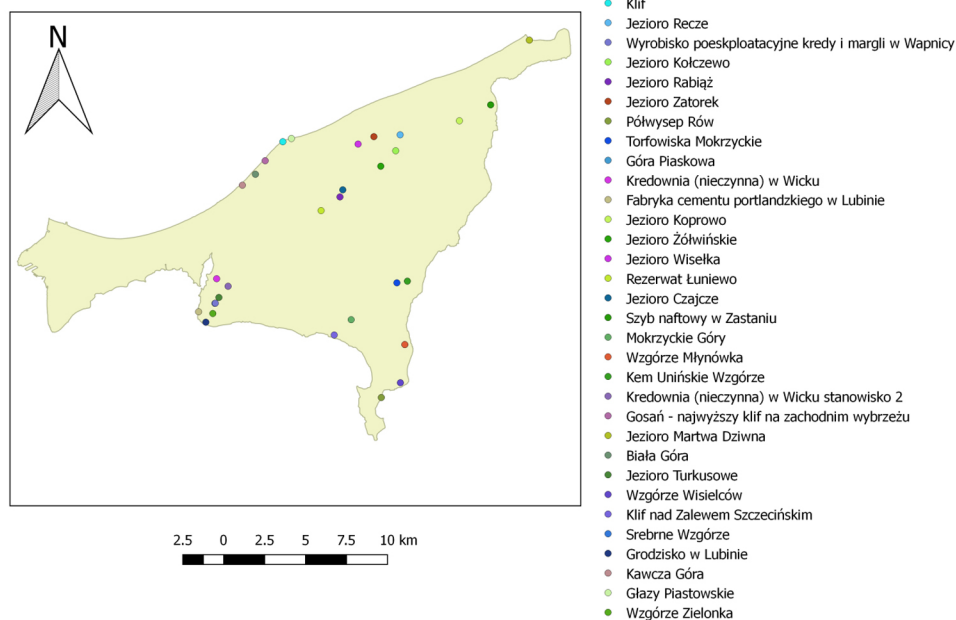 N
2.5 0 2.5 5 7.5 10 km
Klif
Jezioro Recze
Wyrobisko poeksploatacyjne kredy i margli w Wapnicy
Jezioro Kołczewo
Jezioro Rabiąż
Jezioro Zatorek
Półwysep Rów
Torfowiska Mokrzyckie
Góra Piaskowa
Kredownia (nieczynna) w Wicku
Fabryka cementu portlandzkiego w Lubinie
Jezioro Koprowo
Jezioro Żółwińskie
Jezioro Wisełka
Rezerwat Łuniewo
Jezioro Czajcze
Szyb naftowy w Zastaniu
Mokrzyckie Góry
Wzgórze Młynówka
Kem Unińskie Wzgórze
Kredownia (nieczynna) w Wicku stanowisko 2
Gosań - najwyższy klif na zachodnim wybrzeżu
Jezioro Martwa Dziwna
Biała Góra
Jezioro Turkusowe
Wzgórze Wisielców
Klif nad Zalewem Szczecińskim
Srebrne Wzgórze
Grodzisko w Lubinie
Kawcza Góra
Głazy Piastowskie
Wzgórze Zielonka